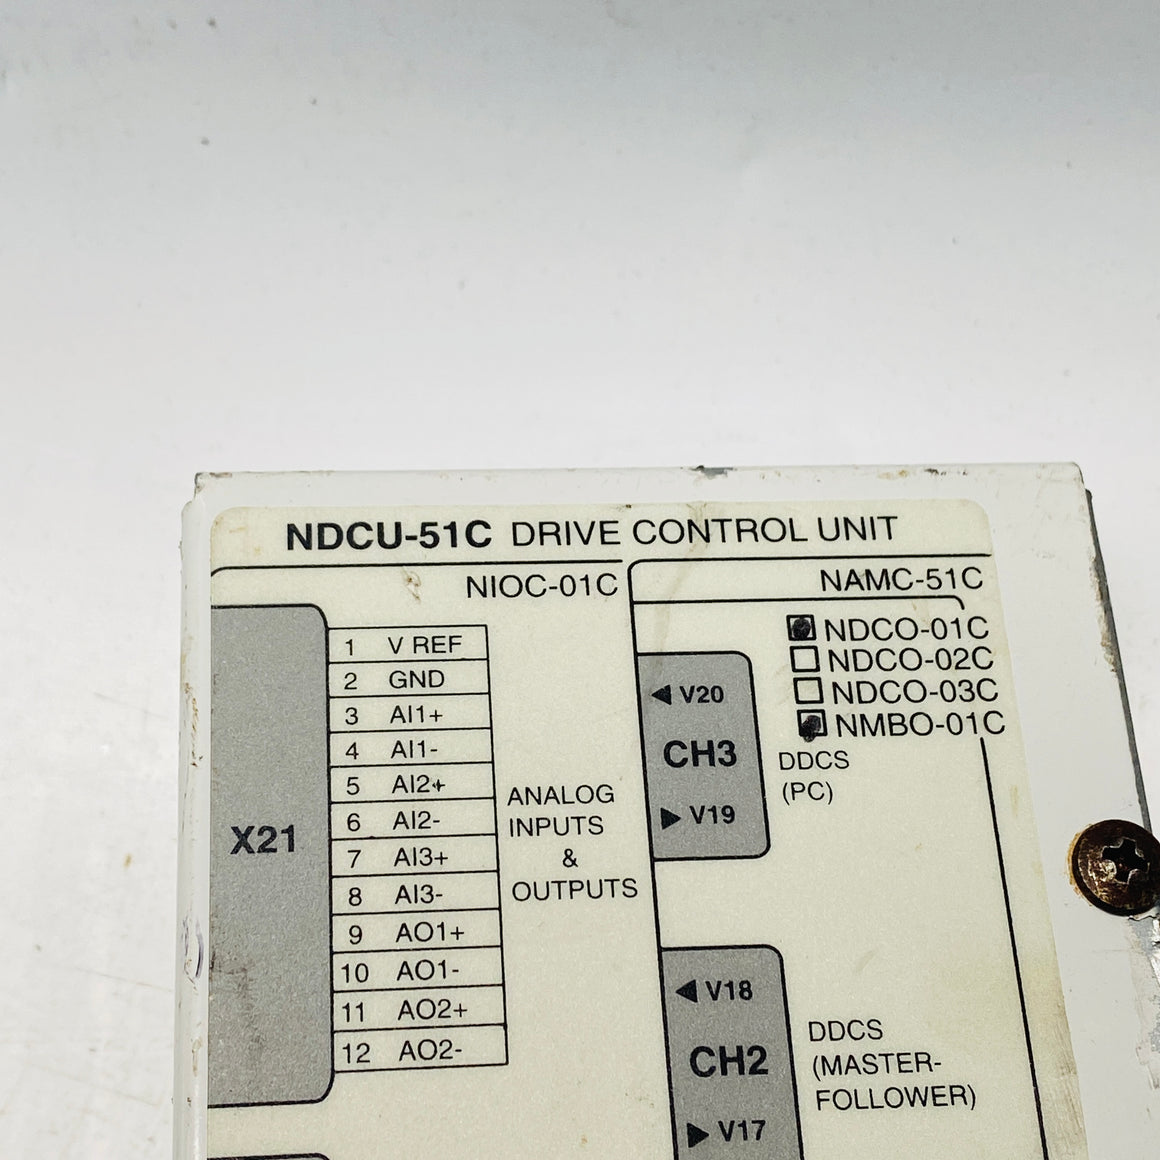 NDCU-51C DRIVE CONTROL UNIT
NIOC-01C
X21
1 V REF
2 GND
3 AI1+
4 AI1-
5 AI2+
6 AI2-
7 AI3+
8 AI3-
9 AO1+
10 AO1-
11 AO2+
12 AO2-
ANALOG
INPUTS
&
OUTPUTS
NAMC-51C
NDCO-01C
NDCO-02C
NDCO-03C
NMBO-01C
V20
CH3
V19
DDCS
(PC)
V18
CH2
V17
DDCS
(MASTER-
FOLLOWER)